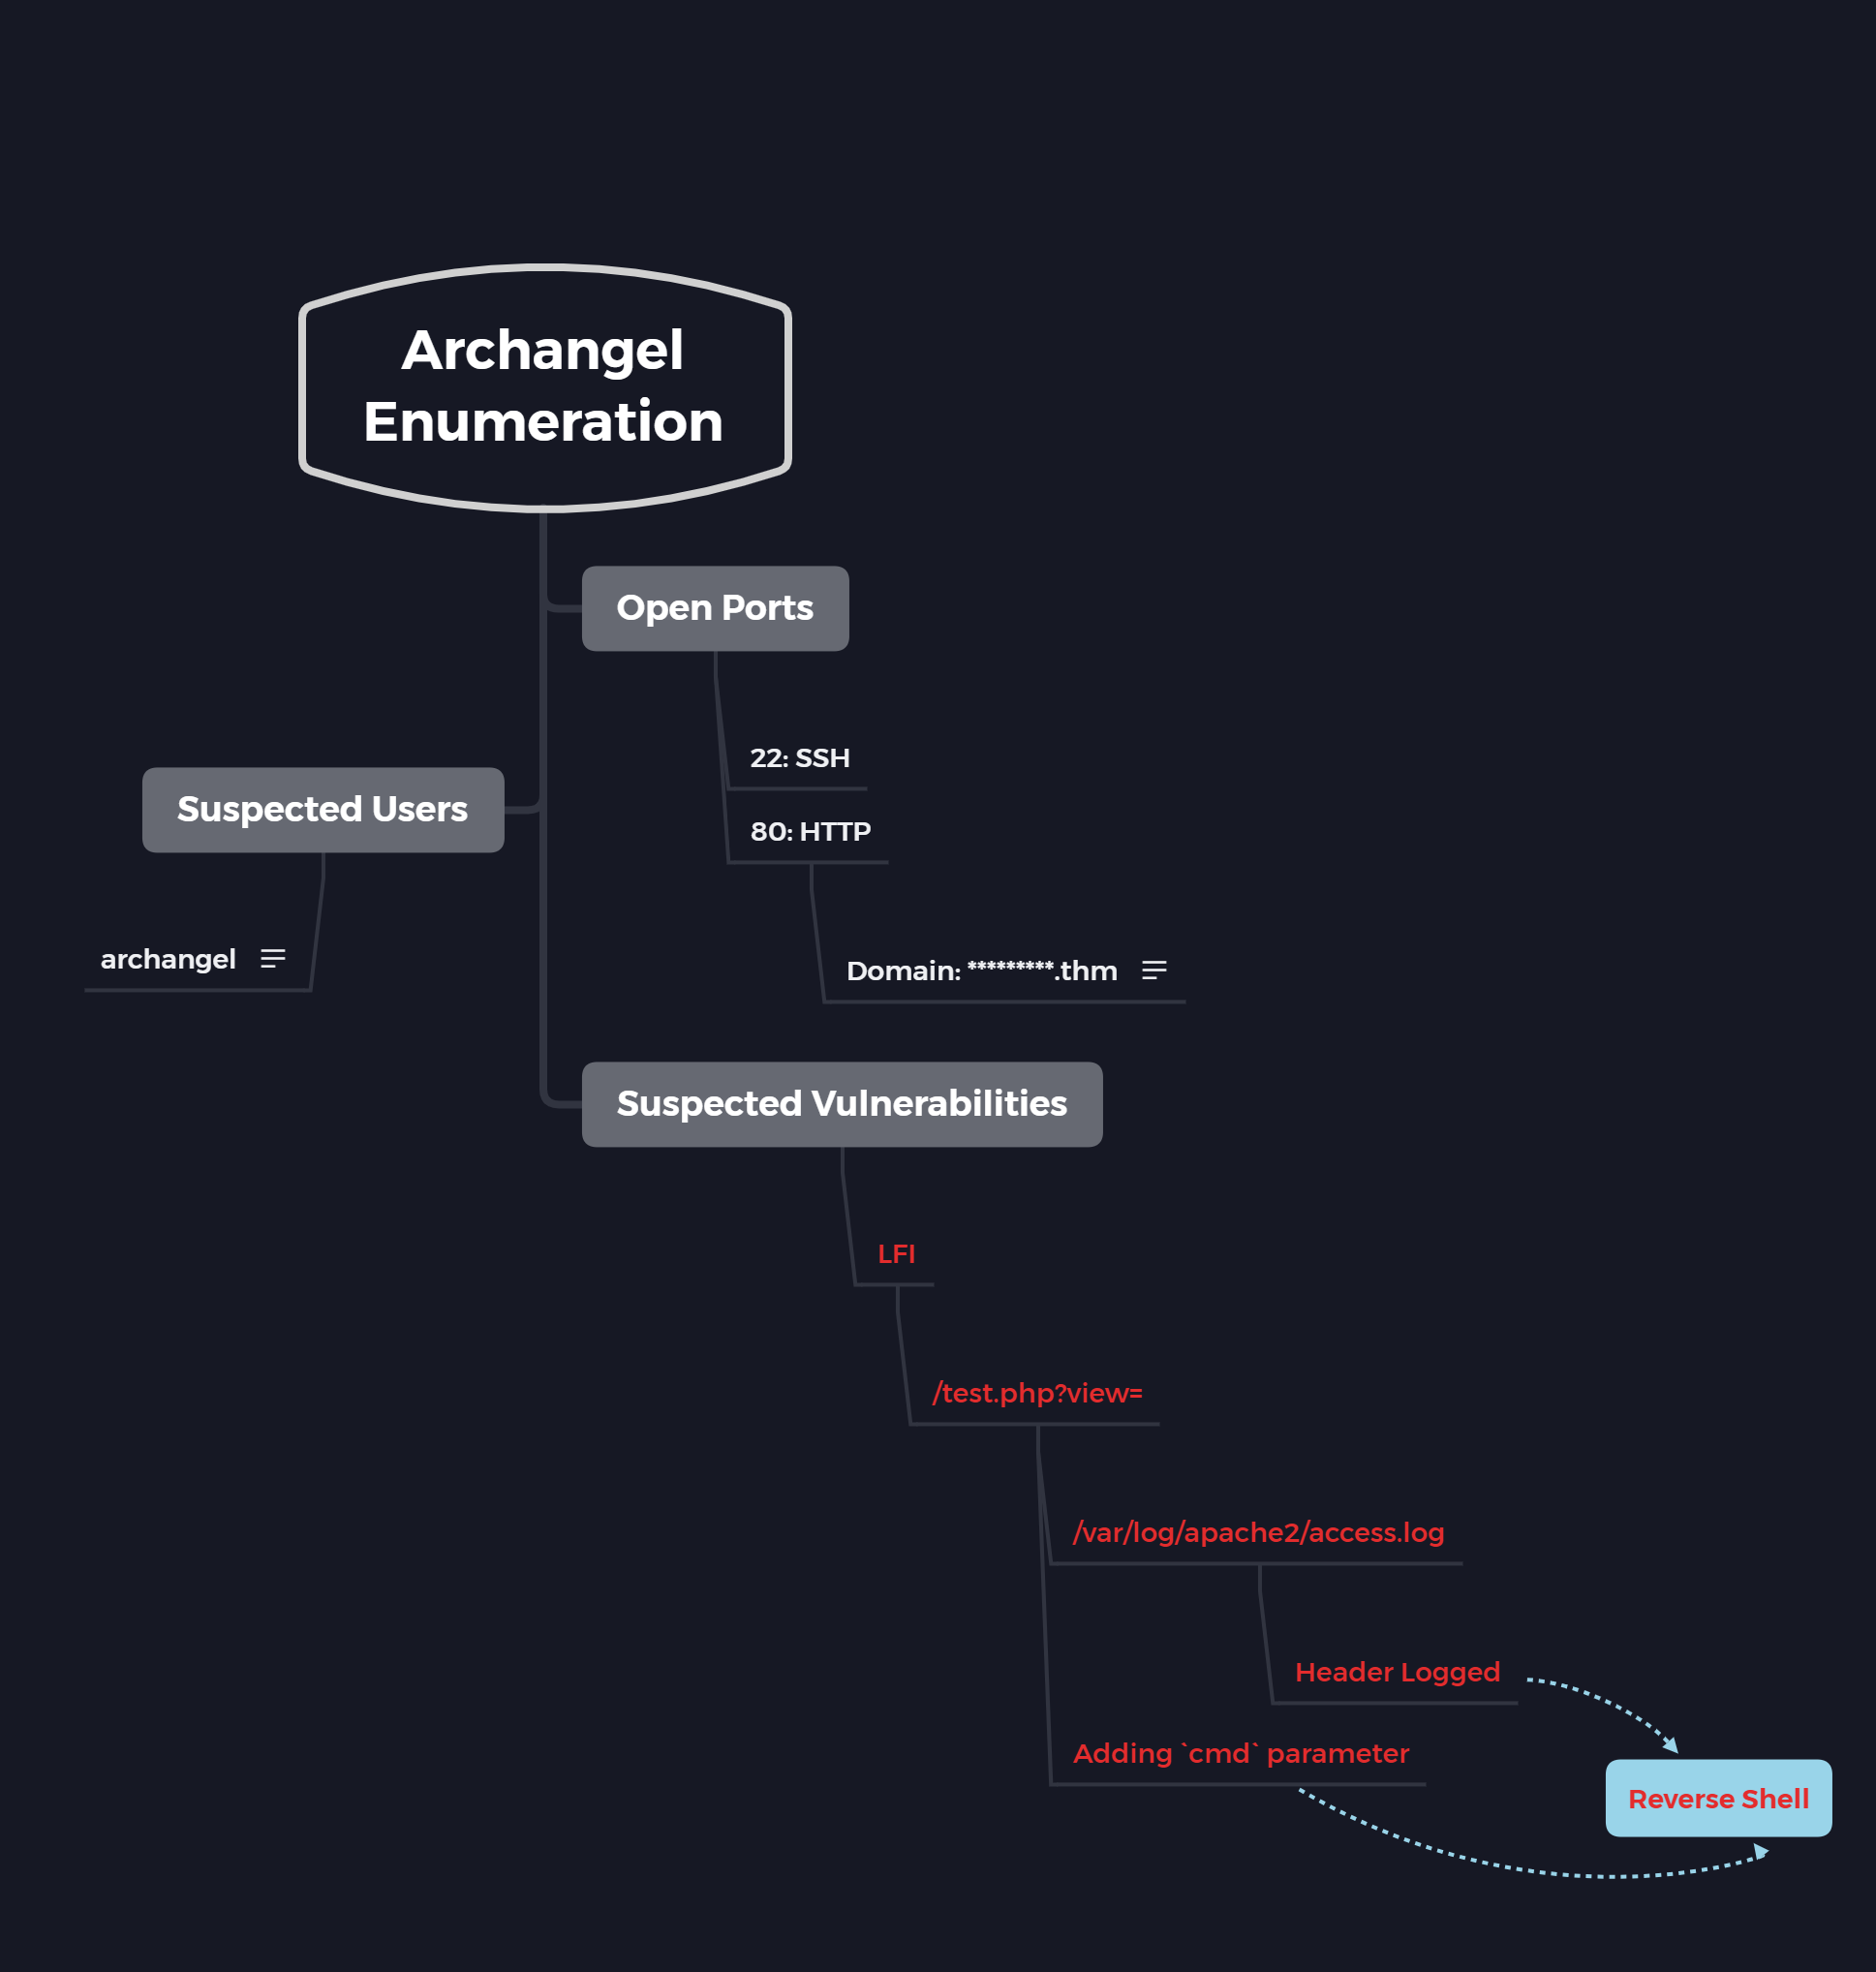 Archangel
Enumeration
Open Ports
22: SSH
80: HTTP
Domain: *********.thm
Suspected Users
archangel
Suspected Vulnerabilities
LFI
/test.php?view=
/var/log/apache2/access.log
Header Logged
Adding `cmd` parameter
Reverse Shell